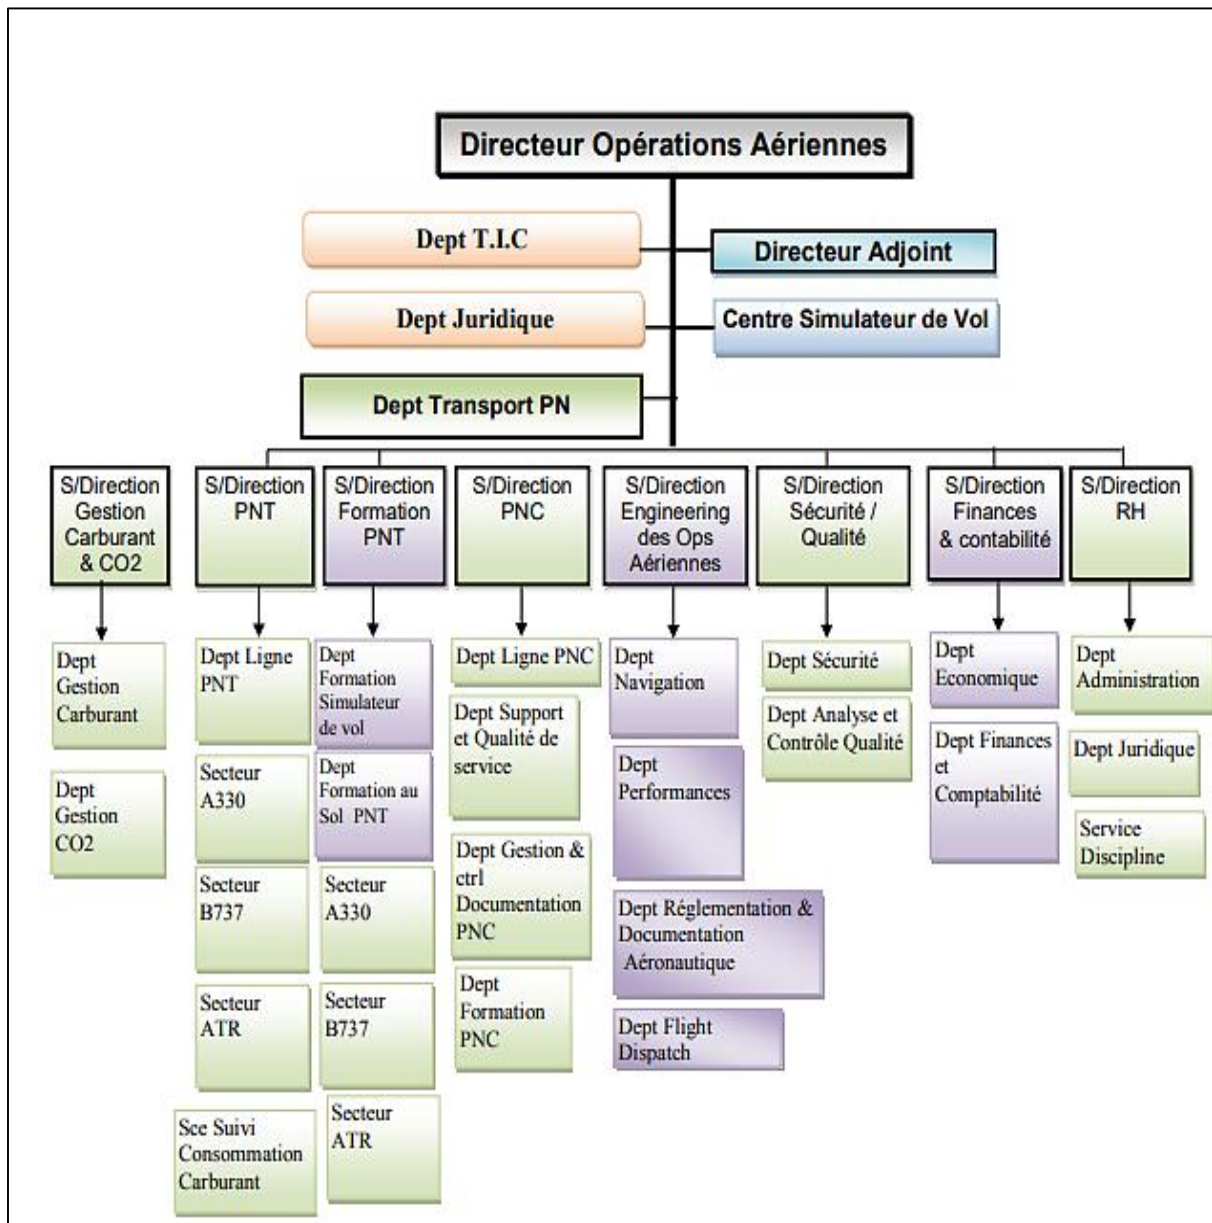 Directeur Opérations Aériennes
Dept T.I.C
Directeur Adjoint
Dept Juridique
Centre Simulateur de Vol
Dept Transport PN
S/Direction
Gestion
Carburant
& CO2
S/Direction
PNT
S/Direction
Formation
PNT
S/Direction
PNC
S/Direction
Engineering
des Ops
Aériennes
S/Direction
Sécurité /
Qualité
S/Direction
Finances
& contabilité
S/Direction
RH
Dept
Gestion
Carburant
Dept
Gestion
CO2
Dept Ligne
PNT
Secteur
A330
Secteur
B737
Secteur
ATR
Sce Suivi
Consommation
Carburant
Dept
Formation
Simulateur
de vol
Dept
Formation au
Sol PNT
Secteur
A330
Secteur
B737
Secteur
ATR
Dept Ligne PNC
Dept Support
et Qualité de
service
Dept Gestion &
ctrl
Documentation
PNC
Dept
Formation
PNC
Dept
Navigation
Dept
Performances
Dept Réglementation &
Documentation
Aéronautique
Dept Flight
Dispatch
Dept Sécurité
Dept Analyse et
Contrôle Qualité
Dept
Economique
Dept Finances
et
Comptabilité
Dept
Administration
Dept Juridique
Service
Discipline